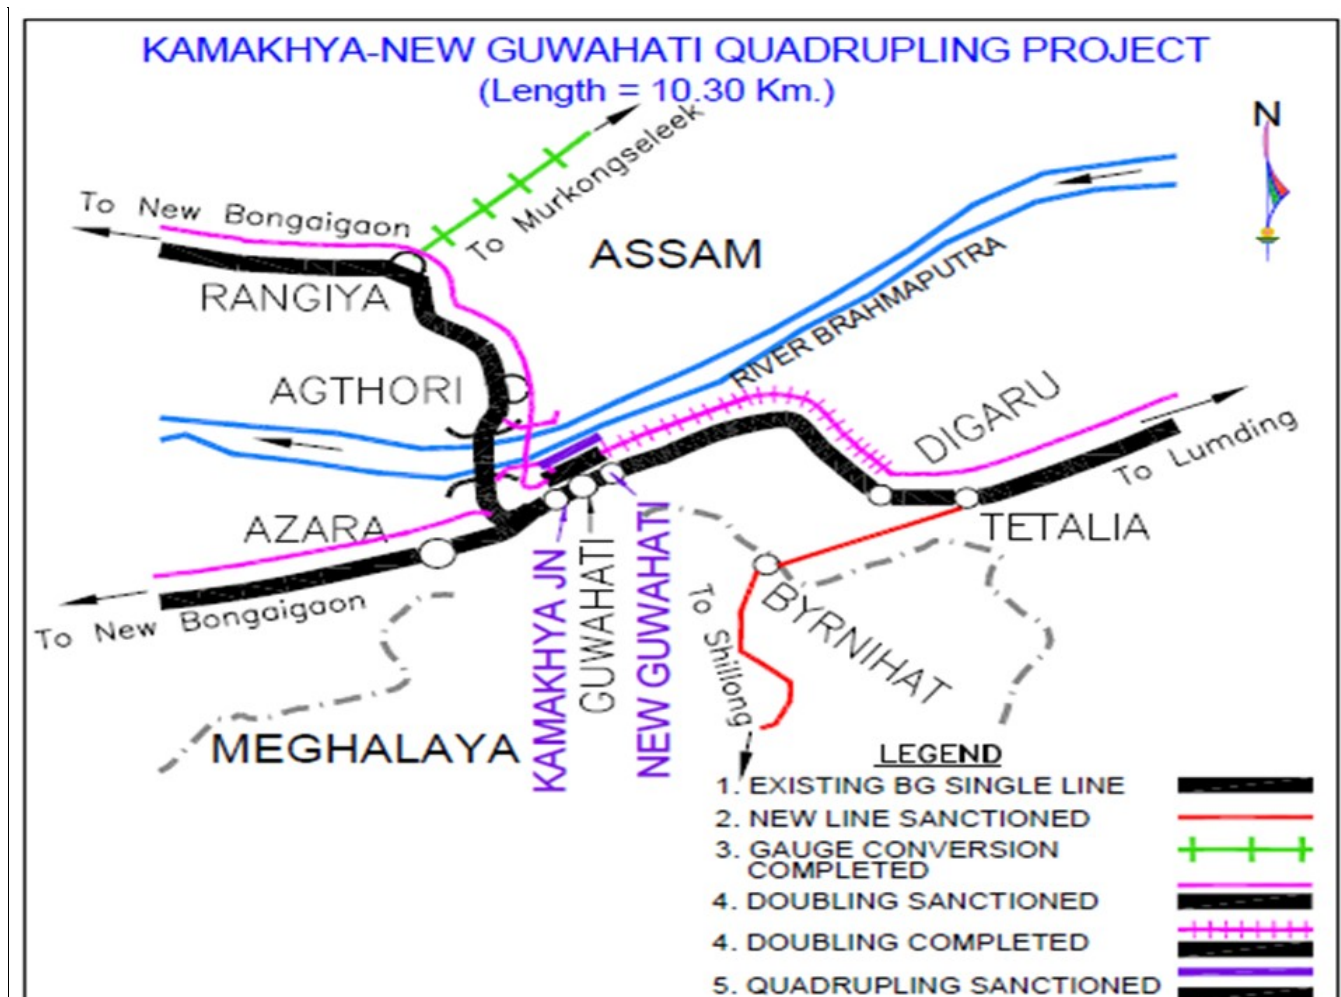 KAMAKHYA-NEW GUWAHATI QUADRUPLING PROJECT
(Length = 10.30 Km.)
N
To New Bongaigaon
To Murkongseleek
ASSAM
RANGIYA
RIVER BRAHMAPUTRA
AGTHORI
DIGARU
To Lumding
AZARA
TETALIA
To New Bongaigaon
KAMAKHYA JN
GUWAHATI
NEW GUWAHATI
To Shillong
BYRNIHAT
MEGHALAYA
LEGEND
1. EXISTING BG SINGLE LINE
2. NEW LINE SANCTIONED
3. GAUGE CONVERSION
COMPLETED
4. DOUBLING SANCTIONED
4. DOUBLING COMPLETED
5. QUADRUPLING SANCTIONED